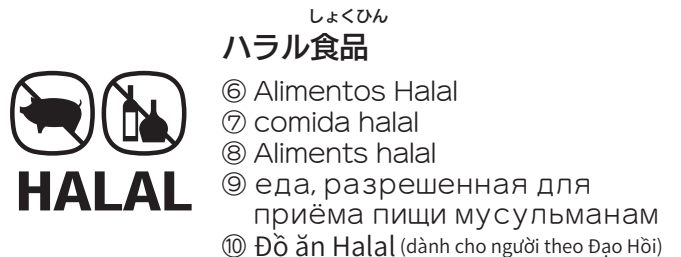 しょくひん
ハラル食品
⑥ Alimentos Halal
⑦ comida halal
⑧ Aliments halal
HALAL
⑨ еда, разрешенная для
приёма пищи мусульманам
⑩ Đồ ăn Halal (dành cho người theo Đạo Hồi)